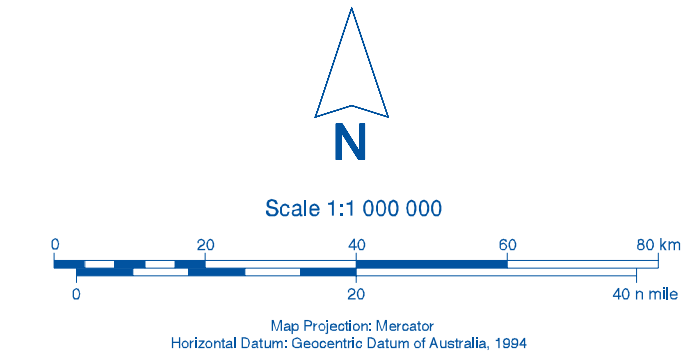 N
Scale 1:1 000 000
0 20 40 60 80 km
0 20 40 n mile
Map Projection: Mercator
Horizontal Datum: Geocentric Datum of Australia, 1994